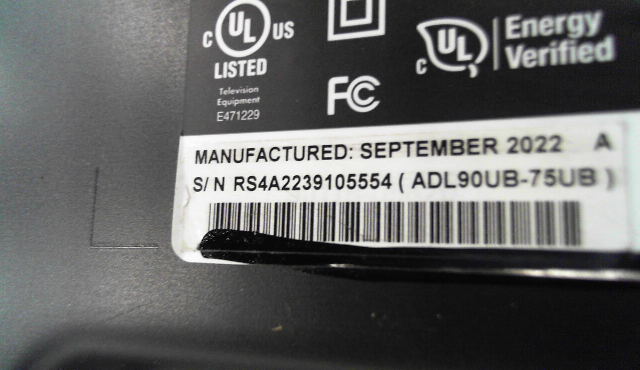 C UL US
LISTED
Television
Equipment
E471229
FC
C UL
Energy
Verified
MANUFACTURED: SEPTEMBER 2022 A
S/N RS4A2239105554 ( ADL90UB-75UB )